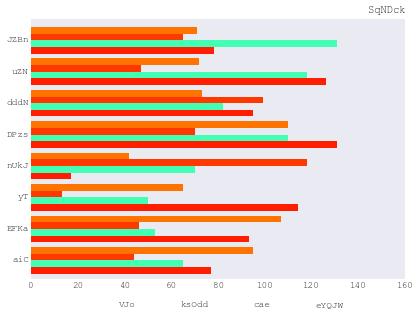 SqNDck
JZBn
uZN
dddN
DPzs
nUkJ
yT
EFKa
aiC
0 20 40 60 80 100 120 140 160
VJo ksOdd cae eYQJW